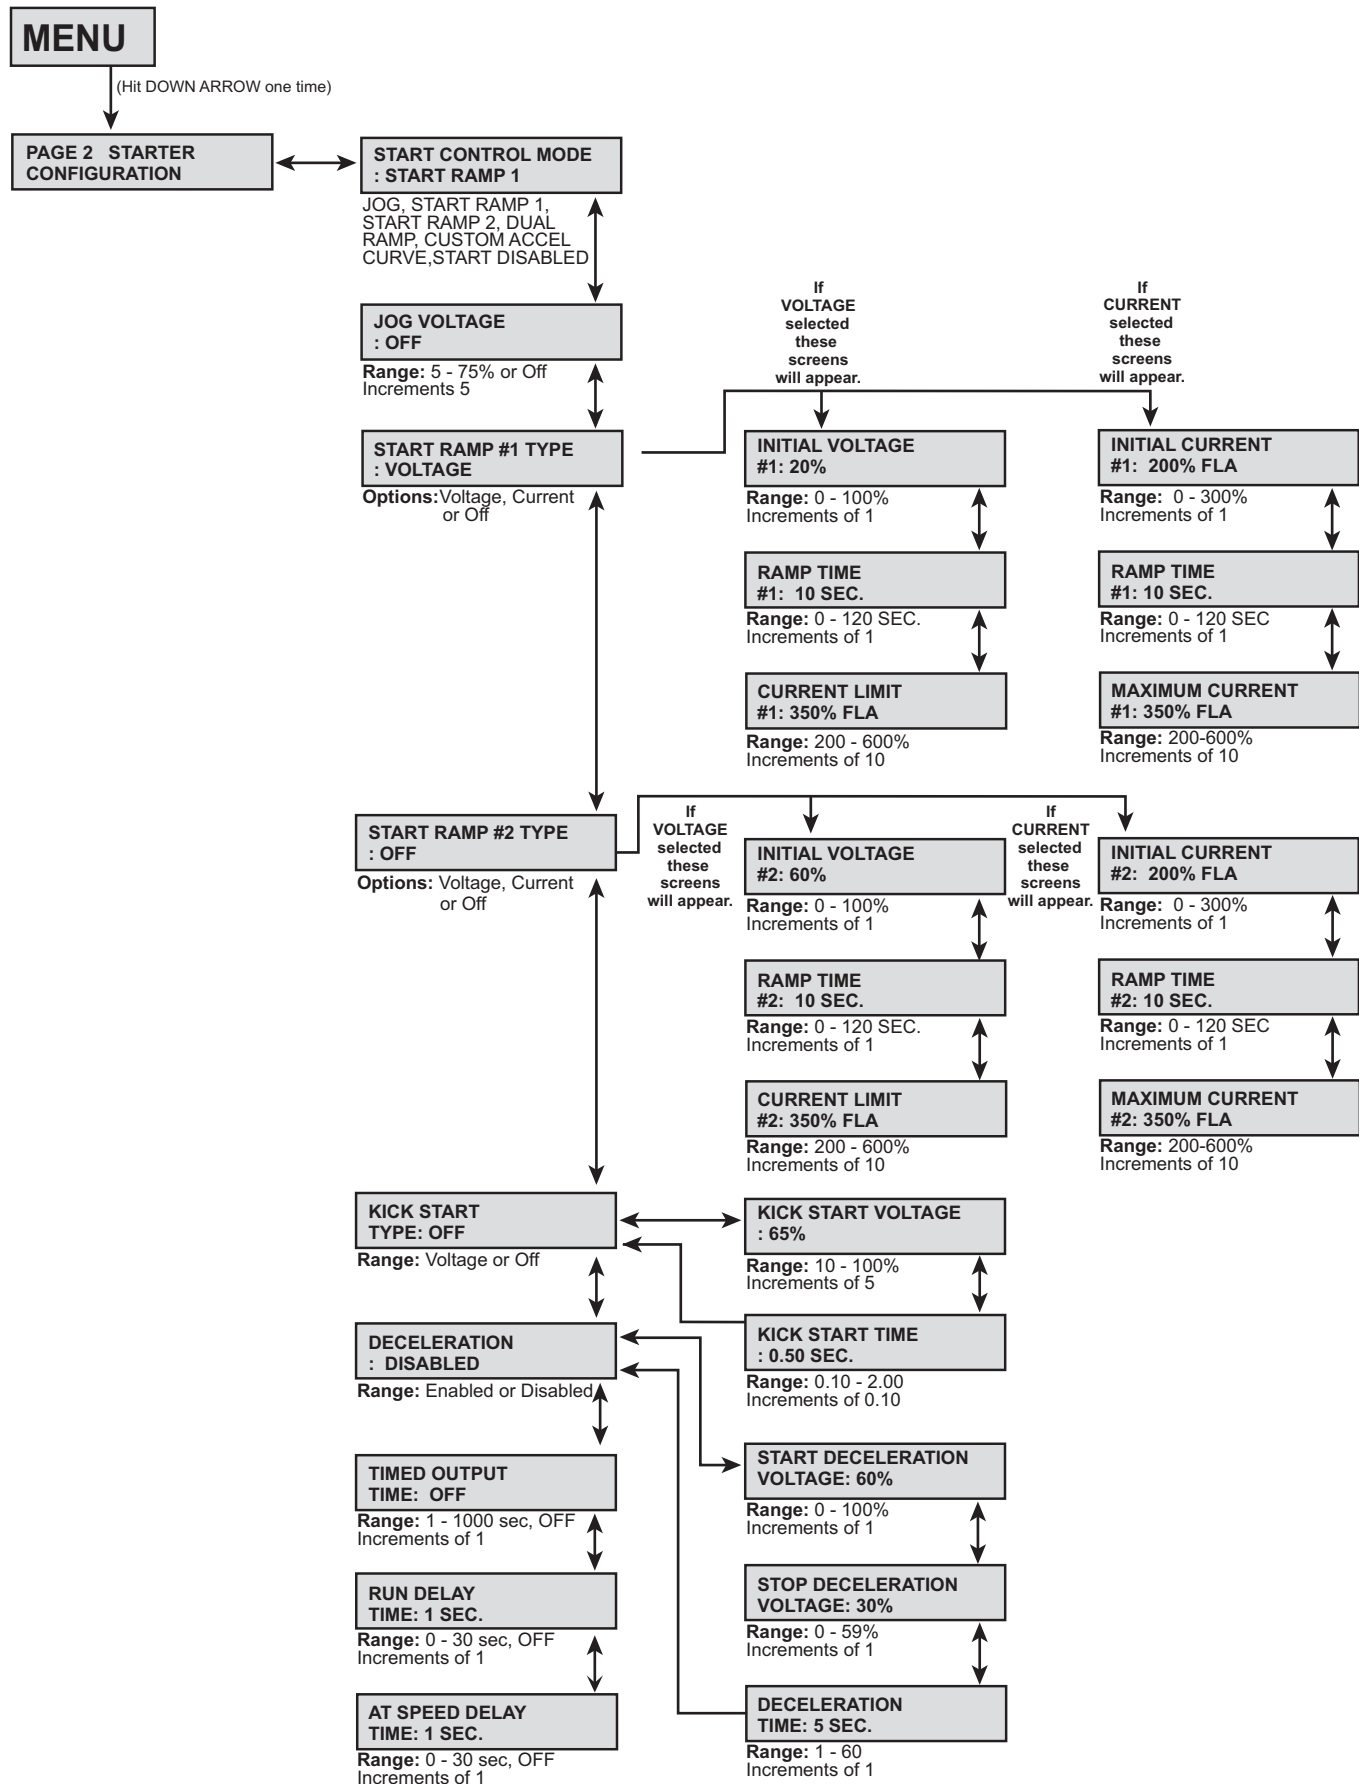 MENU
(Hit DOWN ARROW one time)
PAGE 2 STARTER
CONFIGURATION
START CONTROL MODE
: START RAMP 1
JOG, START RAMP 1,
START RAMP 2, DUAL
RAMP, CUSTOM ACCEL
CURVE,START DISABLED
JOG VOLTAGE
: OFF
Range: 5 - 75% or Off
Increments 5
START RAMP #1 TYPE
: VOLTAGE
Options:Voltage, Current
or Off
If
VOLTAGE
selected
these
screens
will appear.
INITIAL VOLTAGE
#1: 20%
Range: 0 - 100%
Increments of 1
RAMP TIME
#1: 10 SEC.
Range: 0 - 120 SEC.
Increments of 1
CURRENT LIMIT
#1: 350% FLA
Range: 200 - 600%
Increments of 10
If
CURRENT
selected
these
screens
will appear.
INITIAL CURRENT
#1: 200% FLA
Range: 0 - 300%
Increments of 1
RAMP TIME
#1: 10 SEC.
Range: 0 - 120 SEC
Increments of 1
MAXIMUM CURRENT
#1: 350% FLA
Range: 200-600%
Increments of 10
START RAMP #2 TYPE
: OFF
Options: Voltage, Current
or Off
If
VOLTAGE
selected
these
screens
will appear.
INITIAL VOLTAGE
#2: 60%
Range: 0 - 100%
Increments of 1
RAMP TIME
#2: 10 SEC.
Range: 0 - 120 SEC.
Increments of 1
CURRENT LIMIT
#2: 350% FLA
Range: 200 - 600%
Increments of 10
If
CURRENT
selected
these
screens
will appear.
INITIAL CURRENT
#2: 200% FLA
Range: 0 - 300%
Increments of 1
RAMP TIME
#2: 10 SEC.
Range: 0 - 120 SEC
Increments of 1
MAXIMUM CURRENT
#2: 350% FLA
Range: 200-600%
Increments of 10
KICK START
TYPE: OFF
Range: Voltage or Off
KICK START VOLTAGE
: 65%
Range: 10 - 100%
Increments of 5
KICK START TIME
: 0.50 SEC.
Range: 0.10 - 2.00
Increments of 0.10
DECELERATION
: DISABLED
Range: Enabled or Disabled
START DECELERATION
VOLTAGE: 60%
Range: 0 - 100%
Increments of 1
STOP DECELERATION
VOLTAGE: 30%
Range: 0 - 59%
Increments of 1
DECELERATION
TIME: 5 SEC.
Range: 1 - 60
Increments of 1
TIMED OUTPUT
TIME: OFF
Range: 1 - 1000 sec, OFF
Increments of 1
RUN DELAY
TIME: 1 SEC.
Range: 0 - 30 sec, OFF
Increments of 1
AT SPEED DELAY
TIME: 1 SEC.
Range: 0 - 30 sec, OFF
Increments of 1